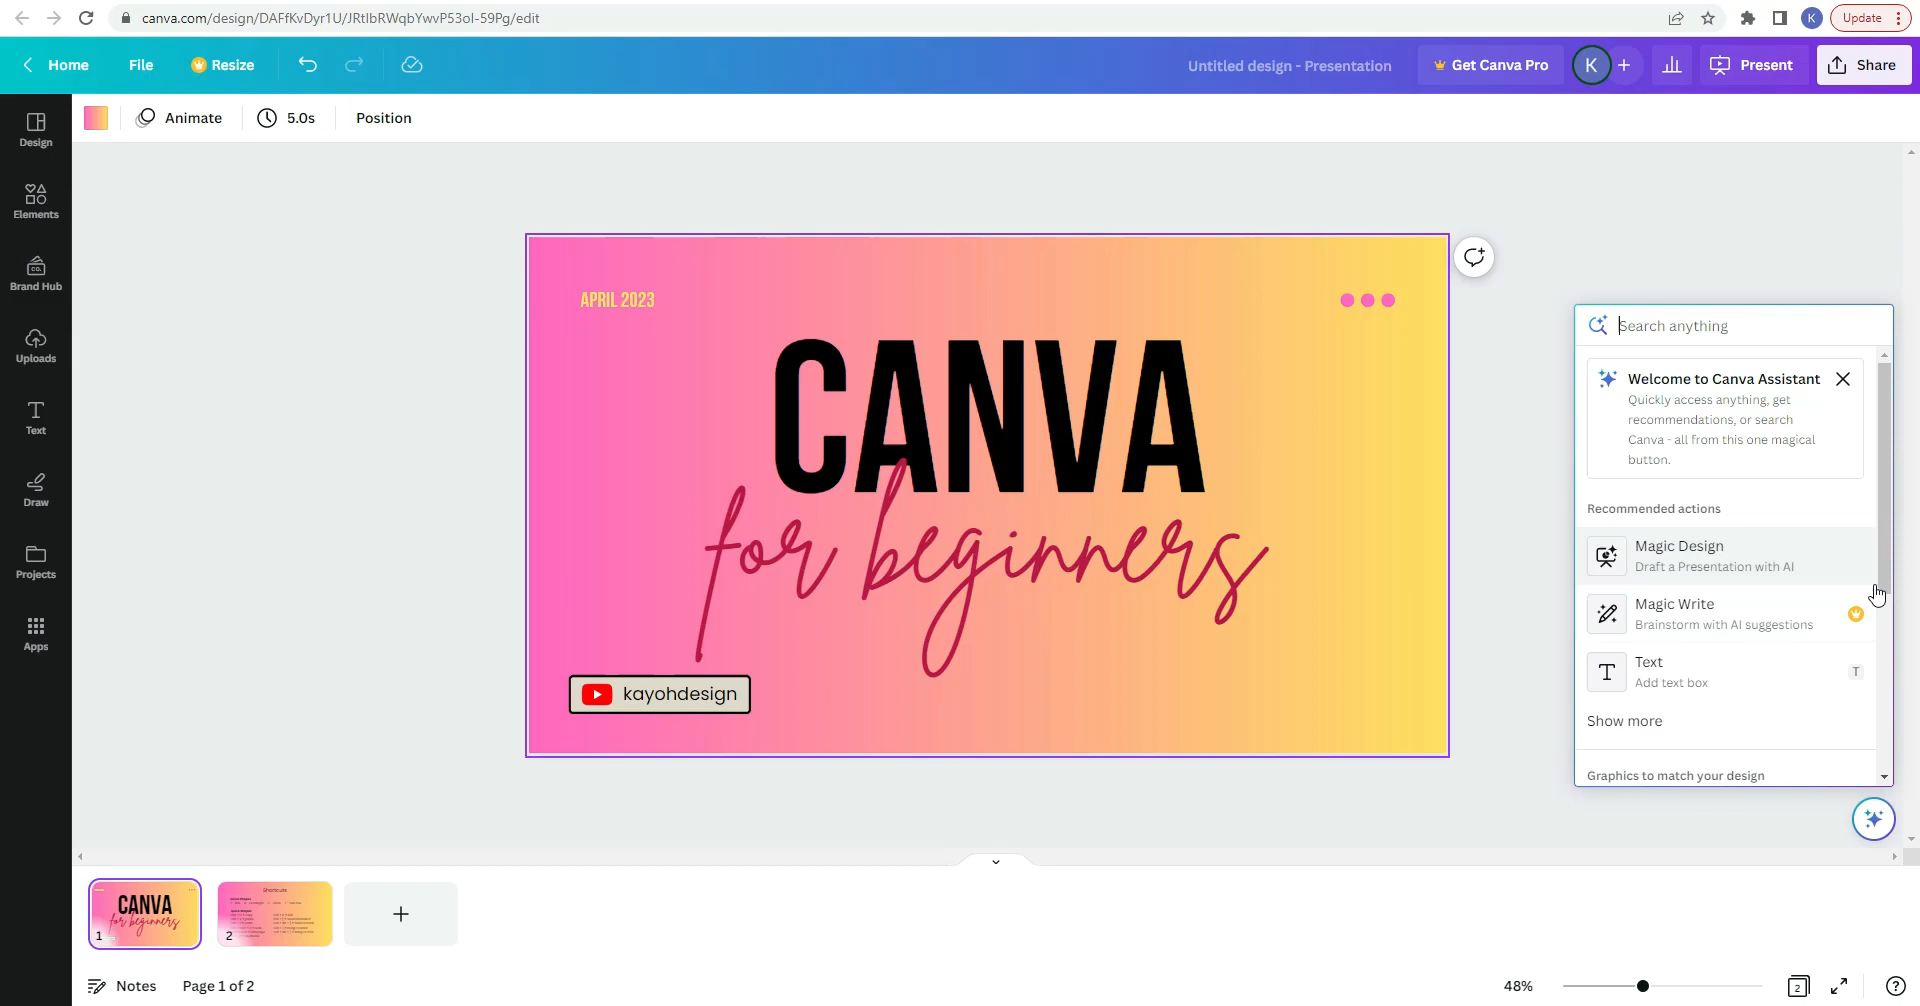 canva.com/design/DAFfKvDyr1U/JRtlbRWqbYwvP53ol-59Pg/edit
K
Update
Home
File
Resize
Untitled design - Presentation
Get Canva Pro
K
+
Present
Share
Animate
5.0s
Position
Design
Elements
CO.
Brand Hub
Uploads
Text
Draw
Projects
Apps
APRIL 2023
CANVA
for beginners
kayohdesign
Search anything
Welcome to Canva Assistant
Quickly access anything, get
recommendations, or search
Canva - all from this one magical
button.
Recommended actions
Magic Design
Draft a Presentation with AI
Magic Write
Brainstorm with AI suggestions
Text
Add text box
T
Show more
Graphics to match your design
CANVA
for beginners
1
Shortcuts
2
+
Notes
Page 1 of 2
48%
2
?